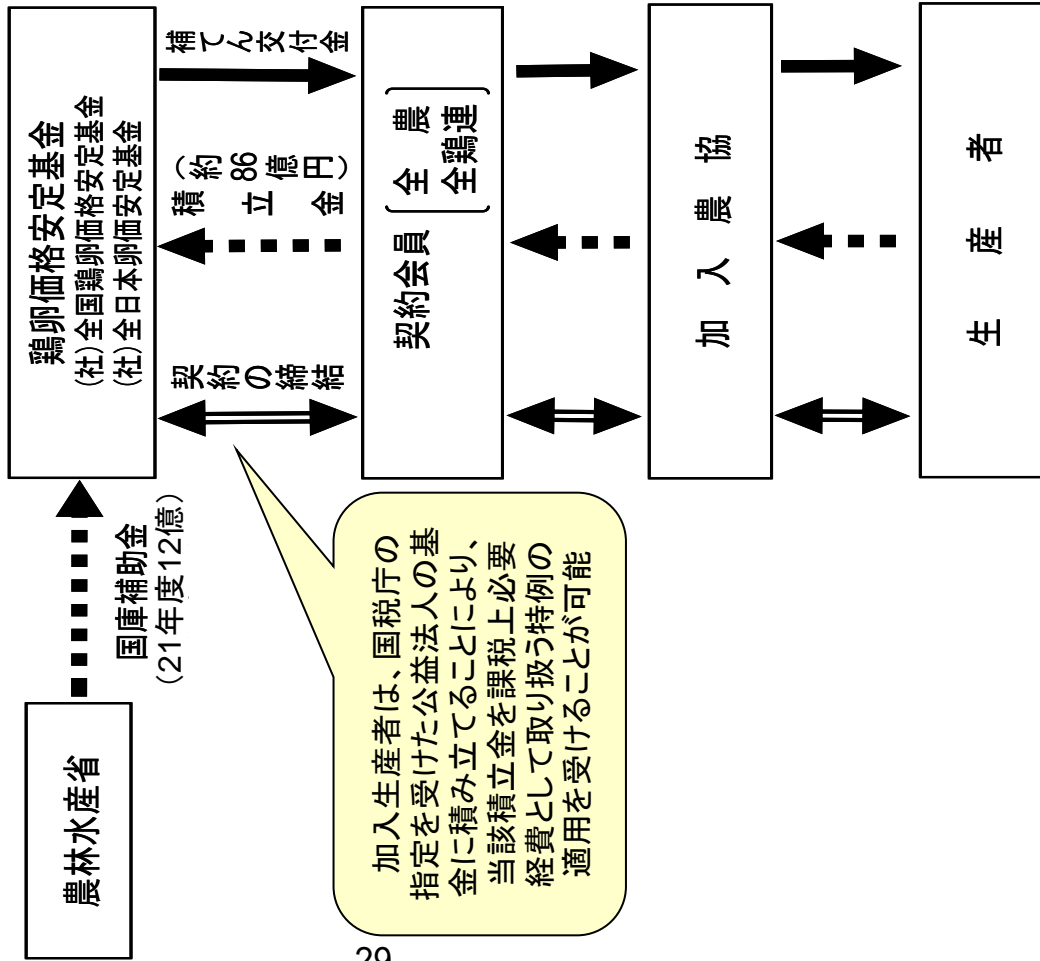 農林水産省
国庫補助金
(21年度12億)
鶏卵価格安定基金
(社)全国鶏卵価格安定基金
(社)全日本卵価安定基金
契約の締結
積立金
(約86億円)
補てん交付金
契約会員
全農
全鶏連
加入農協
生産者
加入生産者は、国税庁の
指定を受けた公益法人の基
金に積み立てることにより、
当該積立金を課税上必要
経費として取り扱う特例の
適用を受けることが可能
29